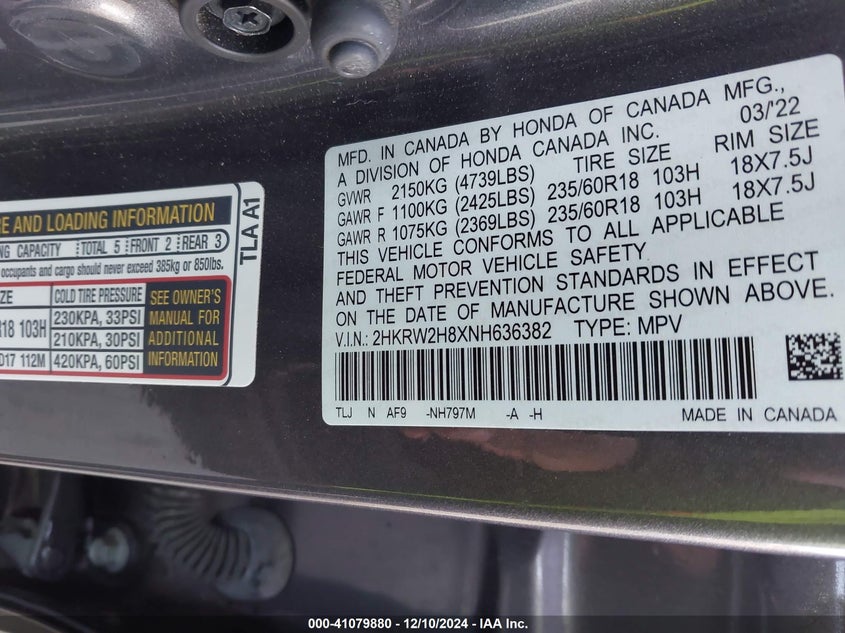 MFD. IN CANADA BY HONDA OF CANADA MFG.,
A DIVISION OF HONDA CANADA INC. 03/'22
GVWR 2150KG (4739LBS) TIRE SIZE RIM SIZE
GAWR F 1100KG (2425LBS) 235/60R18 103H 18X7.5J
GAWR R 1075KG (2369LBS) 235/60R18 103H 18X7.5J
THIS VEHICLE CONFORMS TO ALL APPLICABLE
FEDERAL MOTOR VEHICLE SAFETY
AND THEFT PREVENTION STANDARDS IN EFFECT
ON THE DATE OF MANUFACTURE SHOWN ABOVE.
V.I.N.: 2HKRW2H8XNH636382 TYPE: MPV
TLJ N AF9 -NH797M -A -H MADE IN CANADA
AND LOADING INFORMATION
CAPACITY TOTAL 5 FRONT 2 REAR 3
occupants and cargo should never exceed 385kg or 850lbs.
COLD TIRE PRESSURE
230KPA, 33PSI
210KPA, 30PSI
420KPA, 60PSI
SEE OWNER'S
MANUAL FOR
ADDITIONAL
INFORMATION
R18 103H
D17 112M
TLA A1
000-41079880 - 12/10/2024 - IAA Inc.